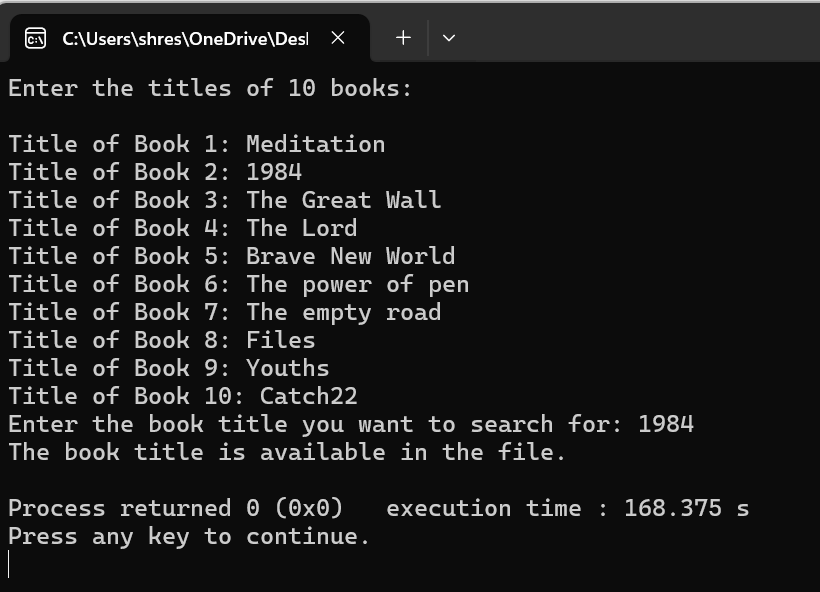 C:\Users\shres\OneDrive\Des
Enter the titles of 10 books:
Title of Book 1: Meditation
Title of Book 2: 1984
Title of Book 3: The Great Wall
Title of Book 4: The Lord
Title of Book 5: Brave New World
Title of Book 6: The power of pen
Title of Book 7: The empty road
Title of Book 8: Files
Title of Book 9: Youths
Title of Book 10: Catch22
Enter the book title you want to search for: 1984
The book title is available in the file.
Process returned 0 (0x0)   execution time : 168.375 s
Press any key to continue.